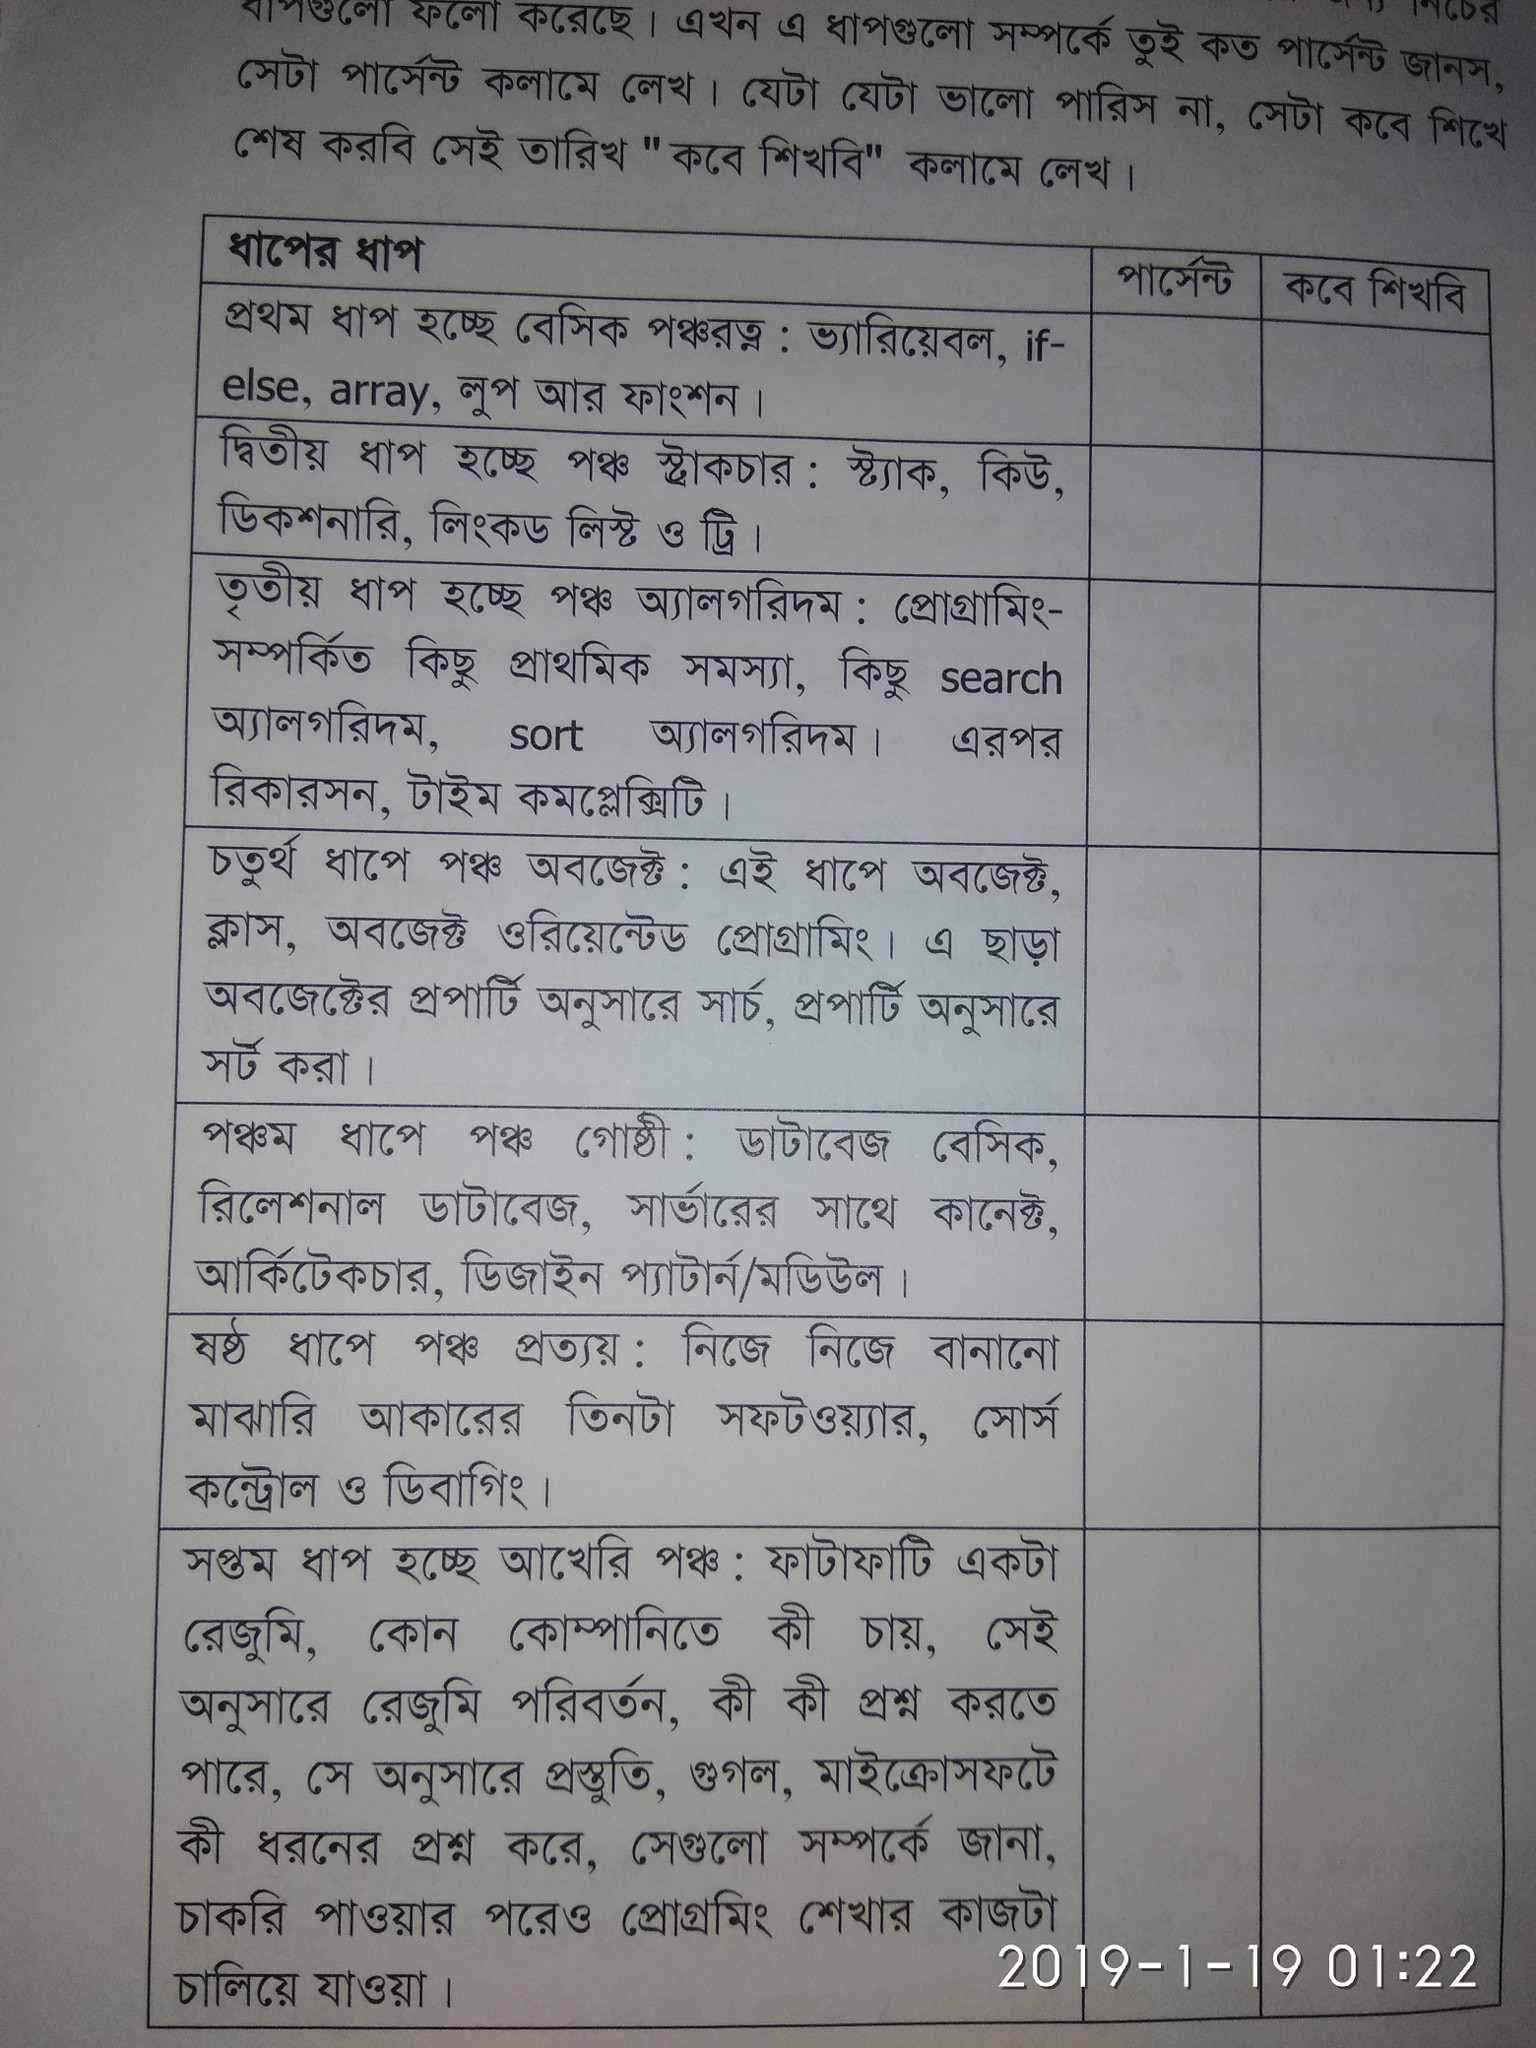 ধাপগুলো ফলো করেছে। এখন এ ধাপগুলো সম্পর্কে তুই কত পার্সেন্ট জানস,
সেটা পার্সেন্ট কলামে লেখ। যেটা যেটা ভালো পারিস না, সেটা কবে শিখে
শেষ করবি সেই তারিখ "কবে শিখবি" কলামে লেখ।
ধাপের ধাপ পার্সেন্ট কবে শিখবি
প্রথম ধাপ হচ্ছে বেসিক পঞ্চরত্ন : ভ্যারিয়েবল, if-
else, array, লুপ আর ফাংশন।
দ্বিতীয় ধাপ হচ্ছে পঞ্চ স্ট্রাকচার : স্ট্যাক, কিউ,
ডিকশনারি, লিংকড লিস্ট ও ট্রি।
তৃতীয় ধাপ হচ্ছে পঞ্চ অ্যালগরিদম : প্রোগ্রামিং-
সম্পর্কিত কিছু প্রাথমিক সমস্যা, কিছু search
অ্যালগরিদম, sort অ্যালগরিদম। এরপর
রিকারসন, টাইম কমপ্লেক্সিটি।
চতুর্থ ধাপে পঞ্চ অবজেক্ট : এই ধাপে অবজেক্ট,
ক্লাস, অবজেক্ট ওরিয়েন্টেড প্রোগ্রামিং। এ ছাড়া
অবজেক্টের প্রপার্টি অনুসারে সার্চ, প্রপার্টি অনুসারে
সর্ট করা।
পঞ্চম ধাপে পঞ্চ গোষ্ঠী : ডাটাবেজ বেসিক,
রিলেশনাল ডাটাবেজ, সার্ভারের সাথে কানেক্ট,
আর্কিটেকচার, ডিজাইন প্যাটার্ন/মডিউল।
ষষ্ঠ ধাপে পঞ্চ প্রত্যয় : নিজে নিজে বানানো
মাঝারি আকারের তিনটা সফটওয়্যার, সোর্স
কন্ট্রোল ও ডিবাগিং।
সপ্তম ধাপ হচ্ছে আখেরি পঞ্চ : ফাটাফাটি একটা
রেজুমি, কোন কোম্পানিতে কী চায়, সেই
অনুসারে রেজুমি পরিবর্তন, কী কী প্রশ্ন করতে
পারে, সে অনুসারে প্রস্তুতি, গুগল, মাইক্রোসফটে
কী ধরনের প্রশ্ন করে, সেগুলো সম্পর্কে জানা,
চাকরি পাওয়ার পরেও প্রোগ্রমিং শেখার কাজটা
চালিয়ে যাওয়া।
2019-1-19 01:22